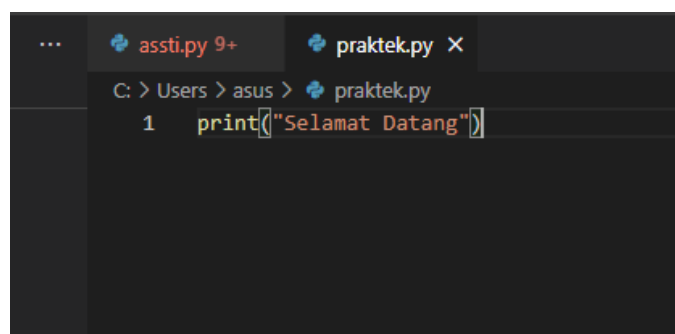 ... assti.py 9+ praktek.py ×
C: > Users > asus > praktek.py
1 print("Selamat Datang")